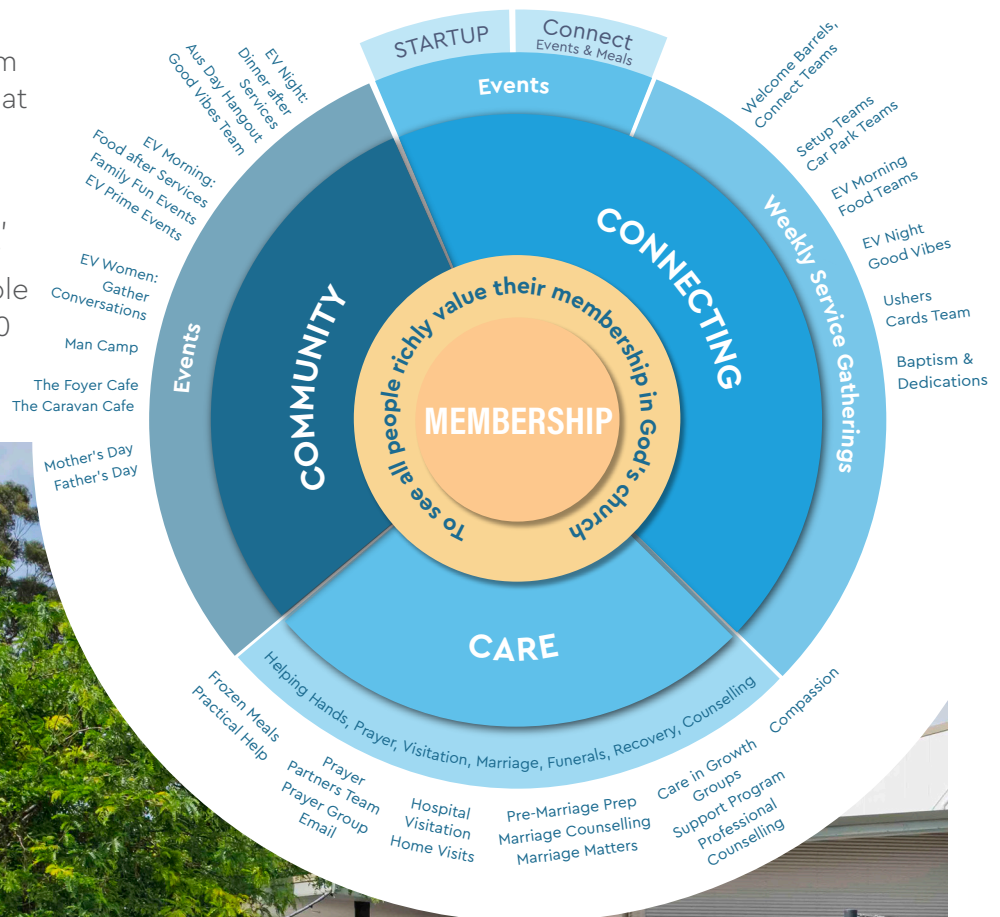 m
at
,
ple
0
STARTUP
Connect
Events & Meals
Events
Welcome Barrels,
Connect Teams
Setup Teams
Car Park Teams
EV Morning
Food Teams
EV Night
Good Vibes
Ushers
Cards Team
Baptism &
Dedications
Weekly Service Gatherings
CONNECTING
EV Night:
Dinner after
Services
Aus Day Hangout
Good Vibes Team
EV Morning:
Food after Services
Family Fun Events
EV Prime Events
EV Women:
Gather
Conversations
Man Camp
The Foyer Cafe
The Caravan Cafe
Mother's Day
Father's Day
Events
COMMUNITY
To see all people richly value their membership in God's church
MEMBERSHIP
CARE
Helping Hands, Prayer, Visitation, Marriage, Funerals, Recovery, Counselling
Frozen Meals
Practical Help
Prayer
Partners Team
Prayer Group
Email
Hospital
Visitation
Home Visits
Pre-Marriage Prep
Marriage Counselling
Marriage Matters
Care in Growth
Groups
Support Program
Professional
Counselling
Compassion